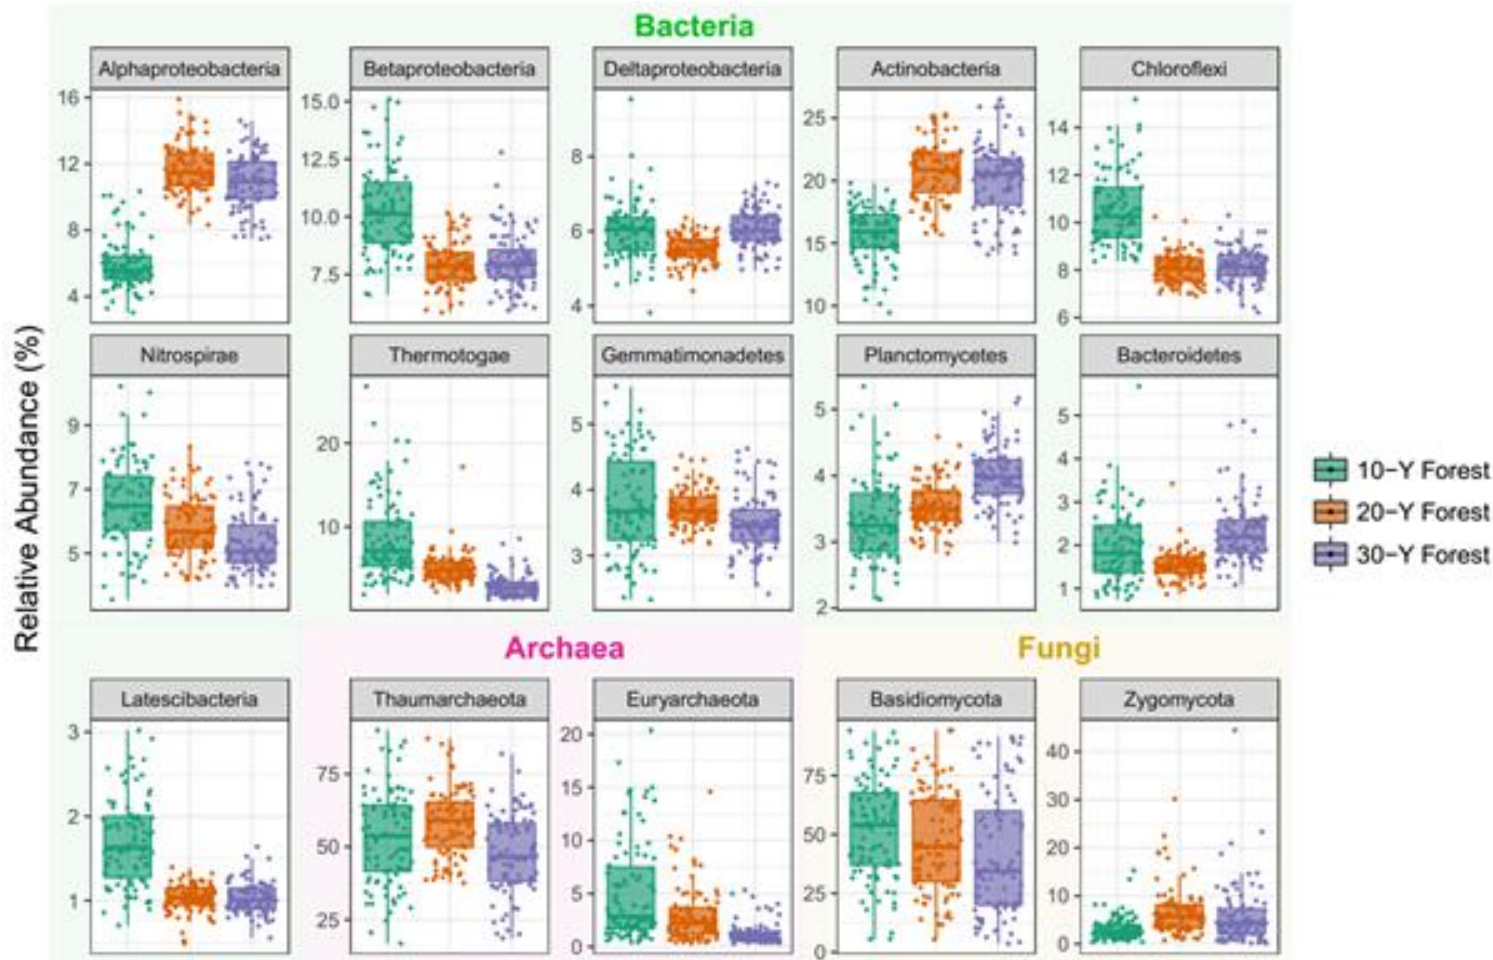 Bacteria
Alphaproteobacteria Betaproteobacteria Deltaproteobacteria Actinobacteria Chloroflexi
16 12 8 4
15.0 12.5 10.0 7.5
8 6 4
25 20 15 10
14 12 10 8 6
Nitrospirae Thermotogae Gemmatimonadetes Planctomycetes Bacteroidetes
9 7 5
20 10
5 4 3
5 4 3 2
5 4 3 2 1
Relative Abundance (%)
10-Y Forest
20-Y Forest
30-Y Forest
Archaea Fungi
Latescibacteria Thaumarchaeota Euryarchaeota Basidiomycota Zygomycota
3 2 1
75 50 25
20 15 10 5 0
75 50 25 0
40 30 20 10 0